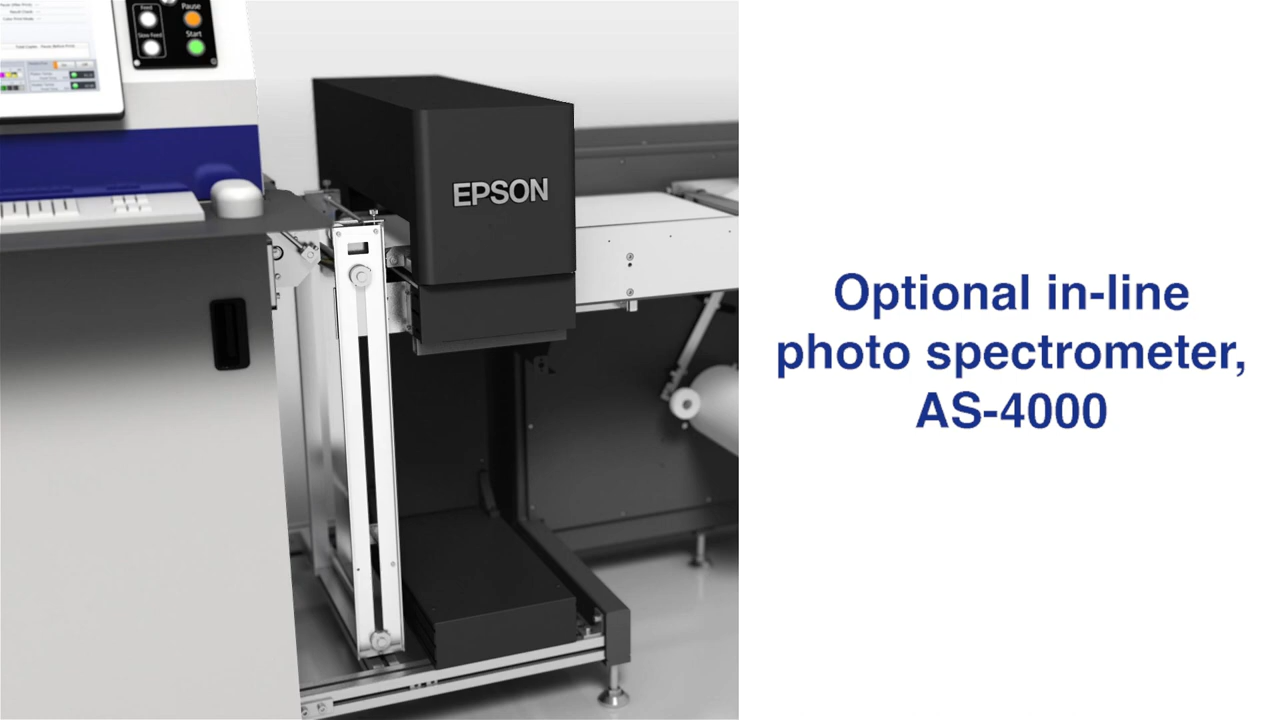 Feed
Pause
Slow Feed
Start
EPSON
Optional in-line
photo spectrometer,
AS-4000